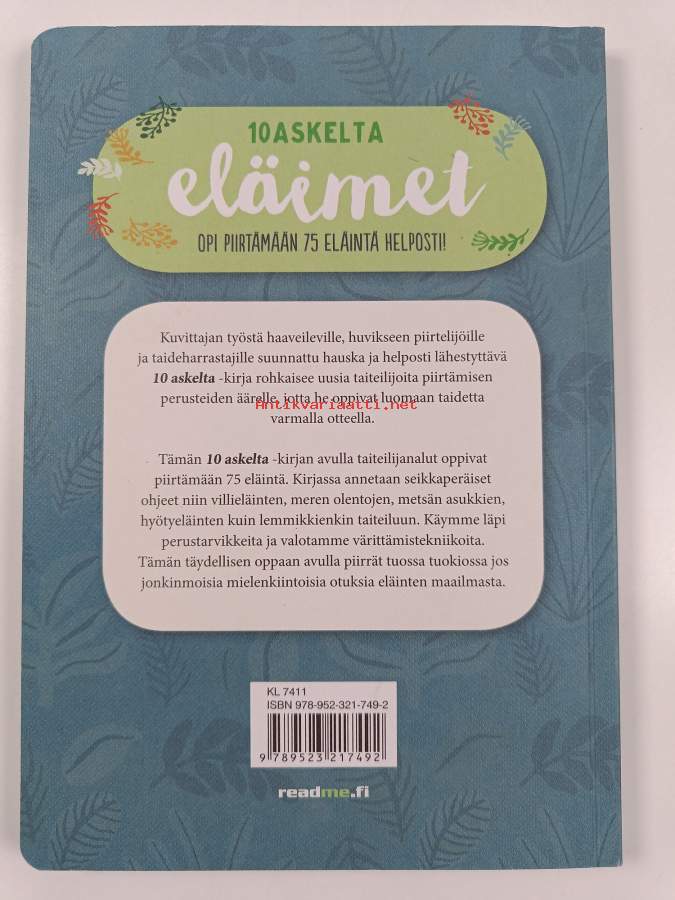 10 ASKELTA
eläimet
OPI PIIRTÄMÄÄN 75 ELÄINTÄ HELPOSTI!
Kuvittajan työstä haaveileville, huvikseen piirtelijöille
ja taideharrastajille suunnattu hauska ja helposti lähestyttävä
10 askelta -kirja rohkaisee uusia taiteilijoita piirtämisen
perusteiden äärelle, jotta he oppivat luomaan taidetta
Antikvariaatti.net
varmalla otteella.
Tämän 10 askelta -kirjan avulla taiteilijanalut oppivat
piirtämään 75 eläintä. Kirjassa annetaan seikkaperäiset
ohjeet niin villieläinten, meren olentojen, metsän asukkien,
hyötyeläinten kuin lemmikkienkin taiteiluun. Käymme läpi
perustarvikkeita ja valotamme värittämistekniikoita.
Tämän täydellisen oppaan avulla piirrät tuossa tuokiossa jos
jonkinmoisia mielenkiintoisia otuksia eläinten maailmasta.
KL 7411
ISBN 978-952-321-749-2
9 789523 217492
readme.fi